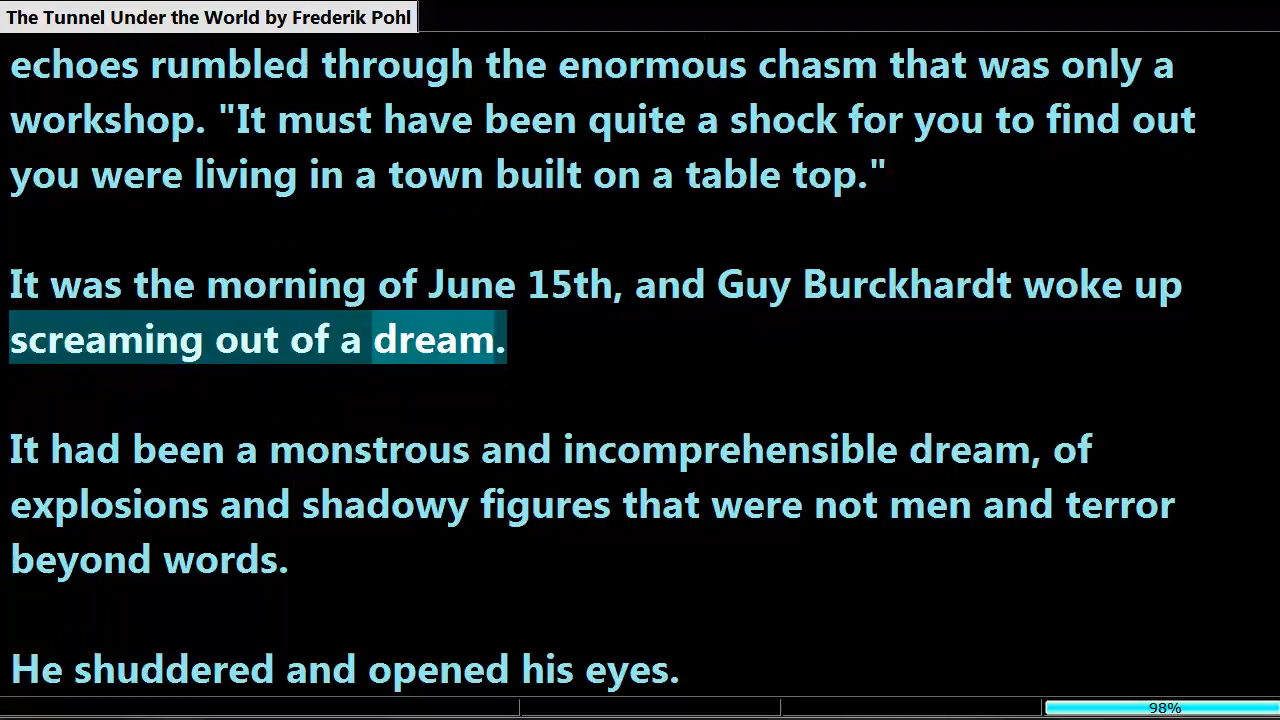 The Tunnel Under the World by Frederik Pohl
echoes rumbled through the enormous chasm that was only a
workshop. "It must have been quite a shock for you to find out
you were living in a town built on a table top."
It was the morning of June 15th, and Guy Burckhardt woke up
screaming out of a dream.
It had been a monstrous and incomprehensible dream, of
explosions and shadowy figures that were not men and terror
beyond words.
He shuddered and opened his eyes.
98%